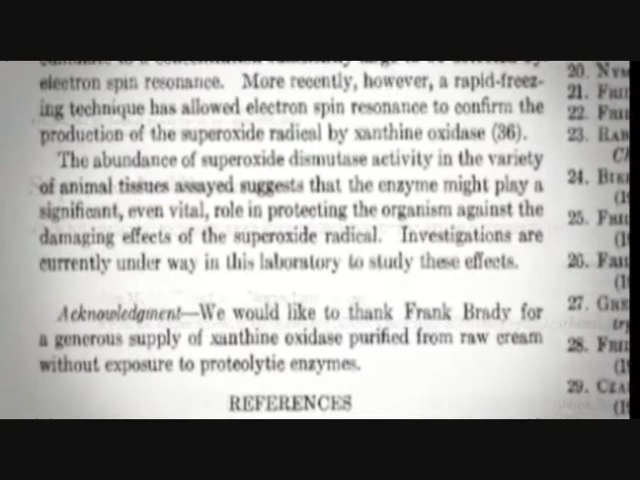 electron spin resonance. More recently, however, a rapid-freez-
ing technique has allowed electron spin resonance to confirm the
production of the superoxide radical by xanthine oxidase (36).
The abundance of superoxide dismutase activity in the variety
of animal tissues assayed suggests that the enzyme might play a
significant, even vital, role in protecting the organism against the
damaging effects of the superoxide radical. Investigations are
currently under way in this laboratory to study these effects.
Acknowledgment—We would like to thank Frank Brady for
a generous supply of xanthine oxidase purified from raw cream
without exposure to proteolytic enzymes.
REFERENCES
20.
21.
22.
23.
24.
25.
26.
27.
28.
29.